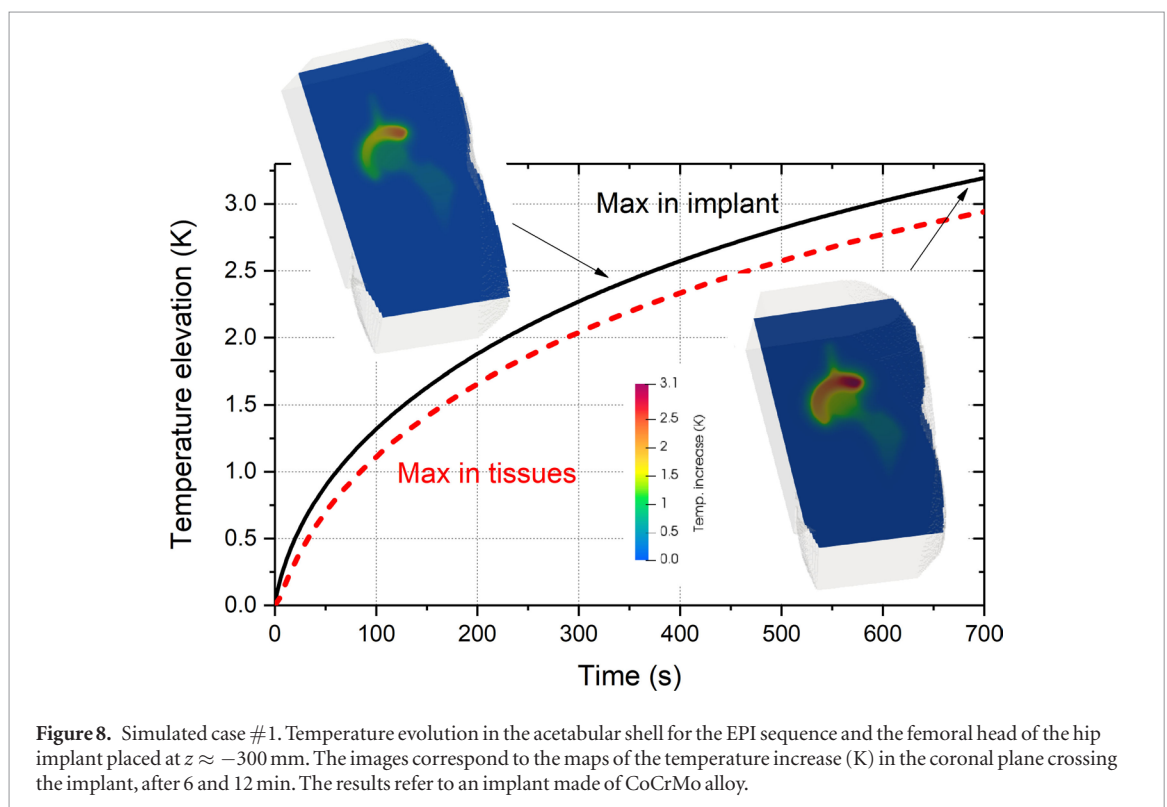 Temperature elevation (K)
3.0
2.5
2.0
1.5
1.0
0.5
0.0
Max in implant
Max in tissues
3.1
2.5
2
1.5
1
0.5
0.0
Temp. increase (K)
0 100 200 300 400 500 600 700
Time (s)
Figure 8. Simulated case #1. Temperature evolution in the acetabular shell for the EPI sequence and the femoral head of the hip
implant placed at z ≈ −300 mm. The images correspond to the maps of the temperature increase (K) in the coronal plane crossing
the implant, after 6 and 12 min. The results refer to an implant made of CoCrMo alloy.